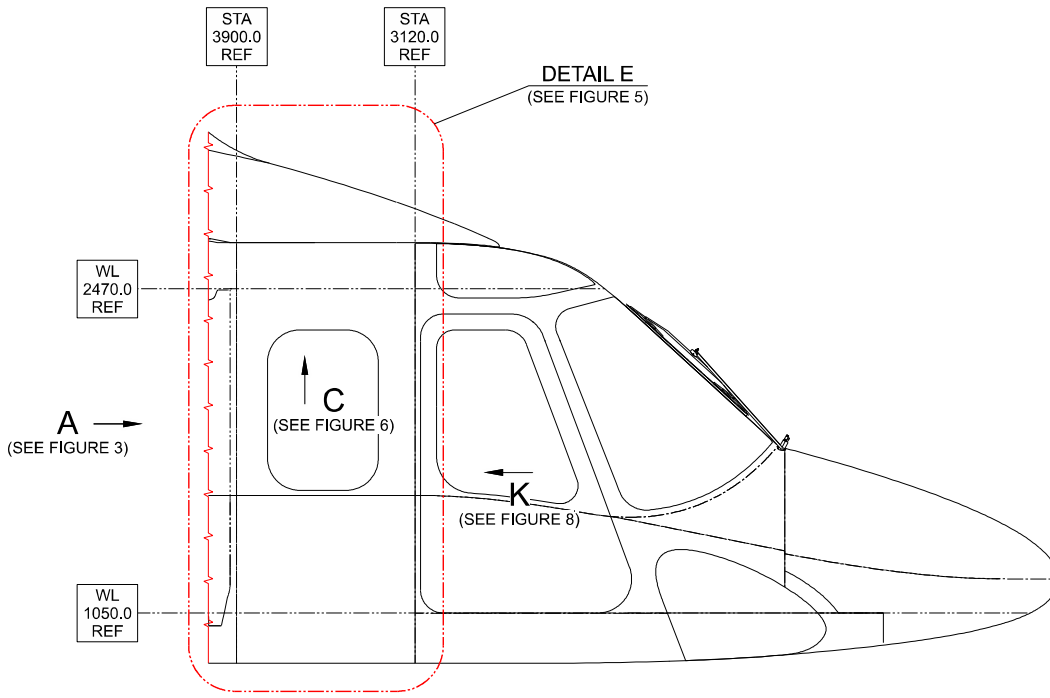 STA
3900.0
REF
STA
3120.0
REF
DETAIL E
(SEE FIGURE 5)
WL
2470.0
REF
C
(SEE FIGURE 6)
A
(SEE FIGURE 3)
K
(SEE FIGURE 8)
WL
1050.0
REF